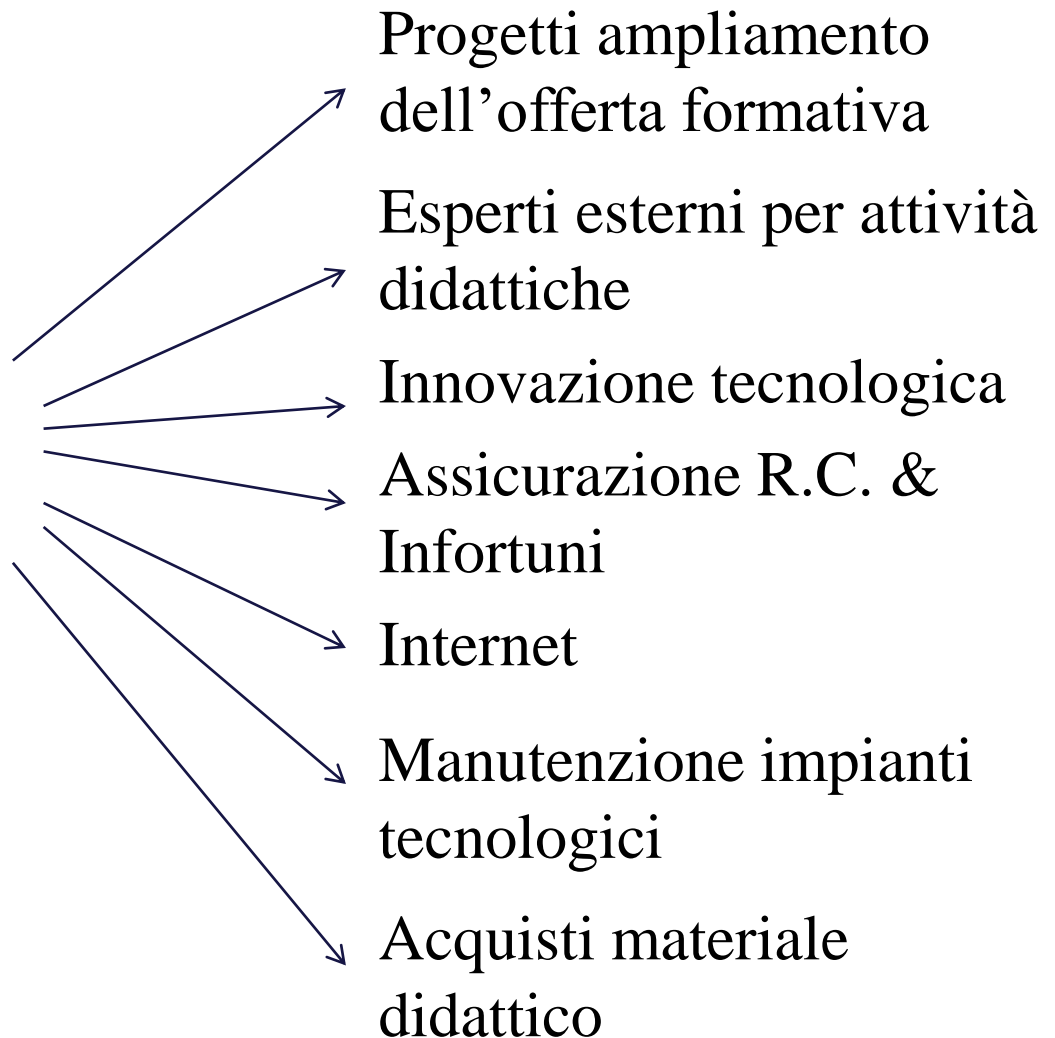 Progetti ampliamento
dell’offerta formativa
Esperti esterni per attività
didattiche
Innovazione tecnologica
Assicurazione R.C. &
Infortuni
Internet
Manutenzione impianti
tecnologici
Acquisti materiale
didattico